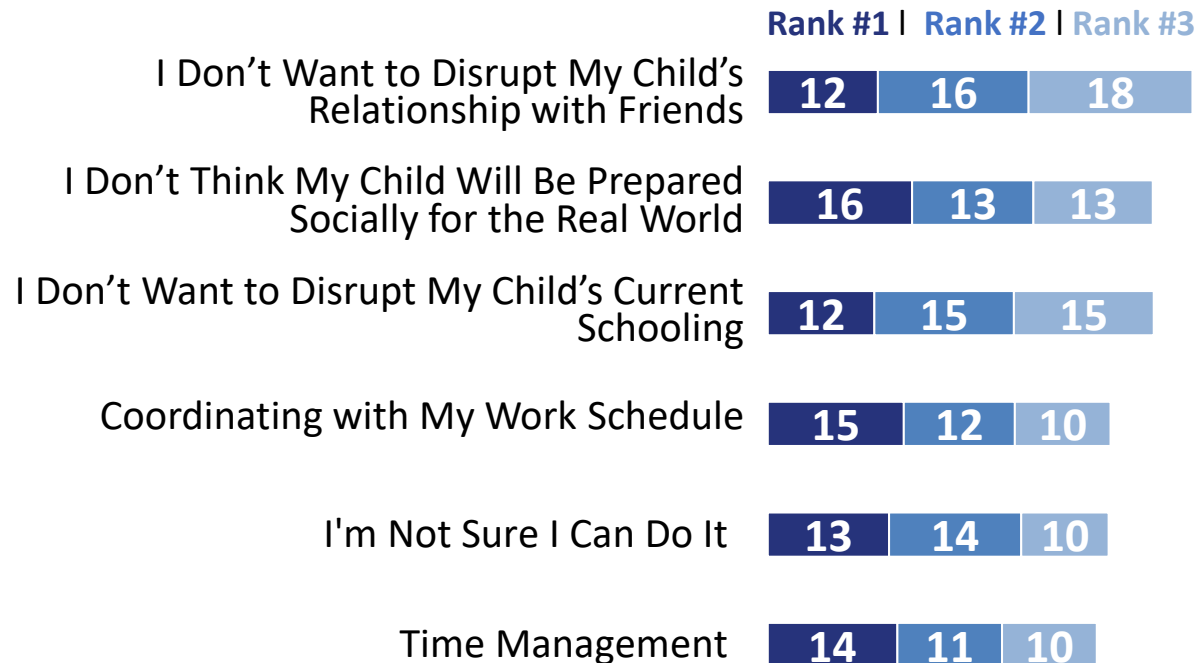 Rank #1 I Rank #2 I Rank #3
I Don’t Want to Disrupt My Child’s
Relationship with Friends
12 16 18
I Don’t Think My Child Will Be Prepared
Socially for the Real World
16 13 13
I Don’t Want to Disrupt My Child’s Current
Schooling
12 15 15
Coordinating with My Work Schedule
15 12 10
I'm Not Sure I Can Do It
13 14 10
Time Management
14 11 10